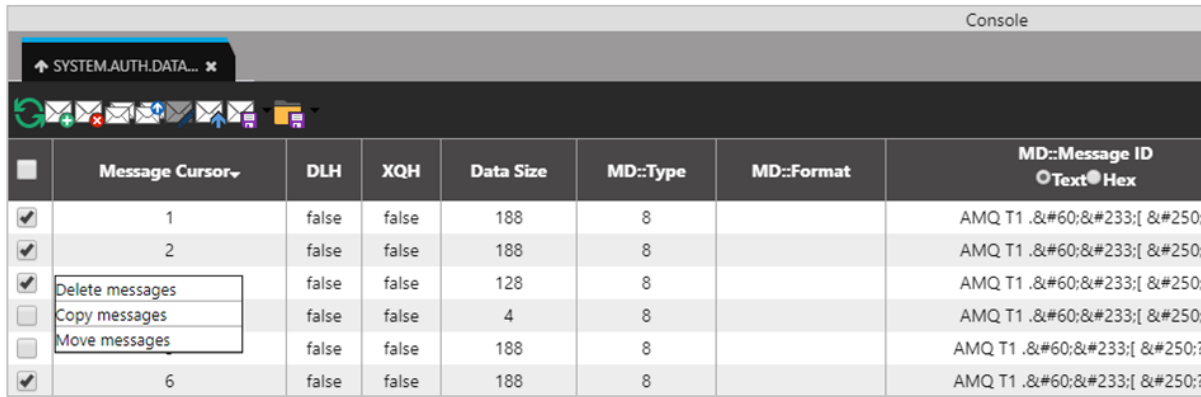 Console
SYSTEM.AUTH.DATA... ×
Message Cursor DLH XQH Data Size MD::Type MD::Format MD::Message ID
Text Hex
1 false false 188 8 AMQ T1 .&#60;&#233;[ &#250;
2 false false 188 8 AMQ T1 .&#60;&#233;[ &#250;
false false 128 8 AMQ T1 .&#60;&#233;[ &#250;
Delete messages
Copy messages
false false 4 8 AMQ T1 .&#60;&#233;[ &#250;
Move messages
false false 188 8 AMQ T1 .&#60;&#233;[ &#250;?
6 false false 188 8 AMQ T1 .&#60;&#233;[ &#250;?